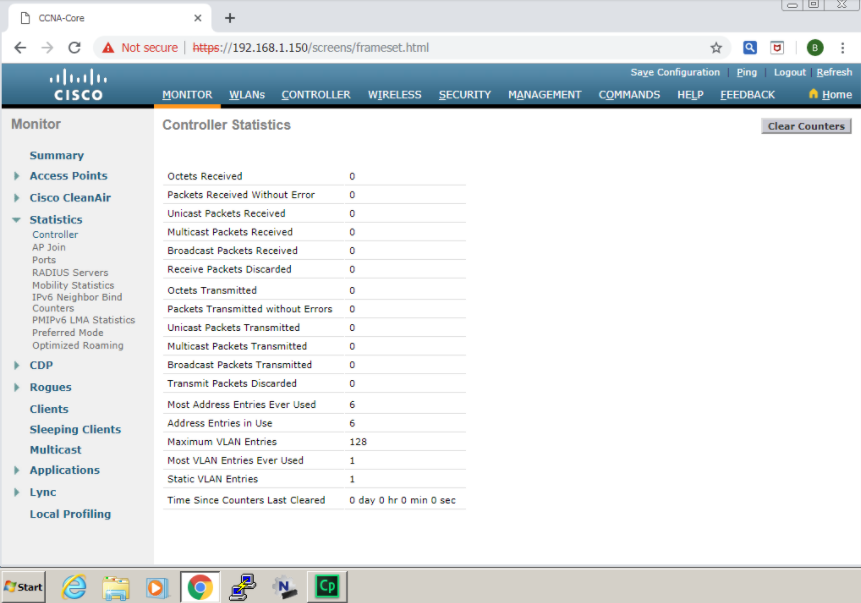 CCNA-Core
Not secure | https://192.168.1.150/screens/frameset.html
B
Save Configuration | Ping | Logout | Refresh
CISCO
MONITOR WLANs CONTROLLER WIRELESS SECURITY MANAGEMENT COMMANDS HELP FEEDBACK Home
Monitor
Summary
Access Points
Cisco CleanAir
Statistics
Controller
AP Join
Ports
RADIUS Servers
Mobility Statistics
IPv6 Neighbor Bind
Counters
PMIPv6 LMA Statistics
Preferred Mode
Optimized Roaming
CDP
Rogues
Clients
Sleeping Clients
Multicast
Applications
Lync
Local Profiling
Controller Statistics
Clear Counters
Octets Received 0
Packets Received Without Error 0
Unicast Packets Received 0
Multicast Packets Received 0
Broadcast Packets Received 0
Receive Packets Discarded 0
Octets Transmitted 0
Packets Transmitted without Errors 0
Unicast Packets Transmitted 0
Multicast Packets Transmitted 0
Broadcast Packets Transmitted 0
Transmit Packets Discarded 0
Most Address Entries Ever Used 6
Address Entries in Use 6
Maximum VLAN Entries 128
Most VLAN Entries Ever Used 1
Static VLAN Entries 1
Time Since Counters Last Cleared 0 day 0 hr 0 min 0 sec
Start
N
Cp